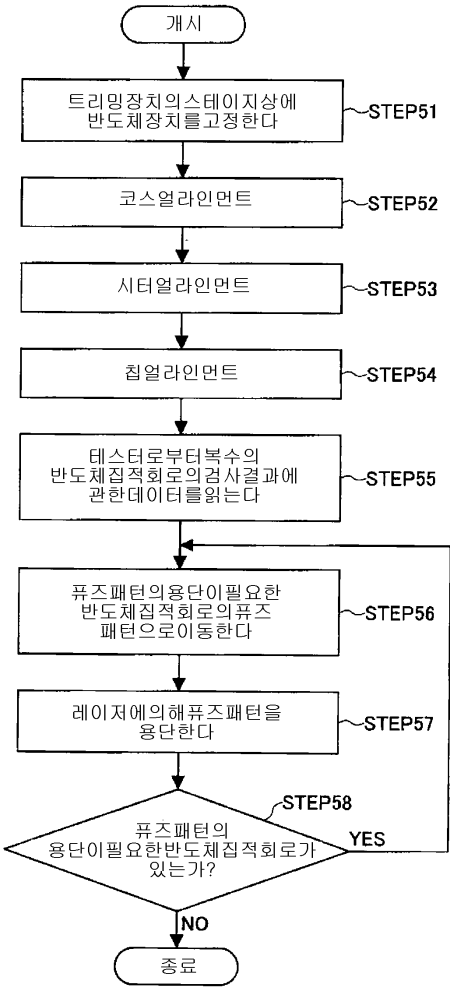 개시
트리밍장치의스테이지상에
반도체장치를고정한다
STEP51
코스얼라인먼트
STEP52
시터얼라인먼트
STEP53
칩얼라인먼트
STEP54
테스터로부터복수의
반도체집적회로의검사결과에
관한데이터를읽는다
STEP55
퓨즈패턴의용단이필요한
반도체집적회로의퓨즈
패턴으로이동한다
STEP56
레이저에의해퓨즈패턴을
용단한다
STEP57
STEP58
퓨즈패턴의
용단이필요한반도체집적회로가
있는가?
YES
NO
종료